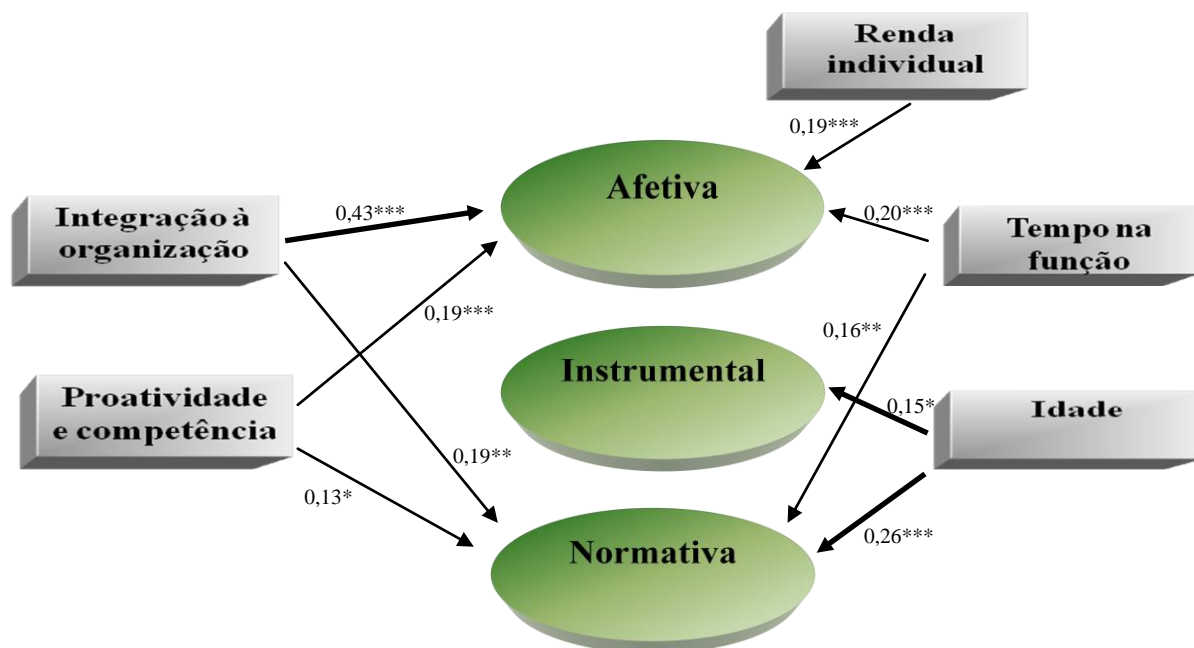 Renda
individual
0,19***
Afetiva
Integração à
organização
0,43***
0,20***
Tempo na
função
0,19***
0,16**
Instrumental
Proatividade
e competência
0,15*
Idade
0,19**
0,13*
Normativa
0,26***